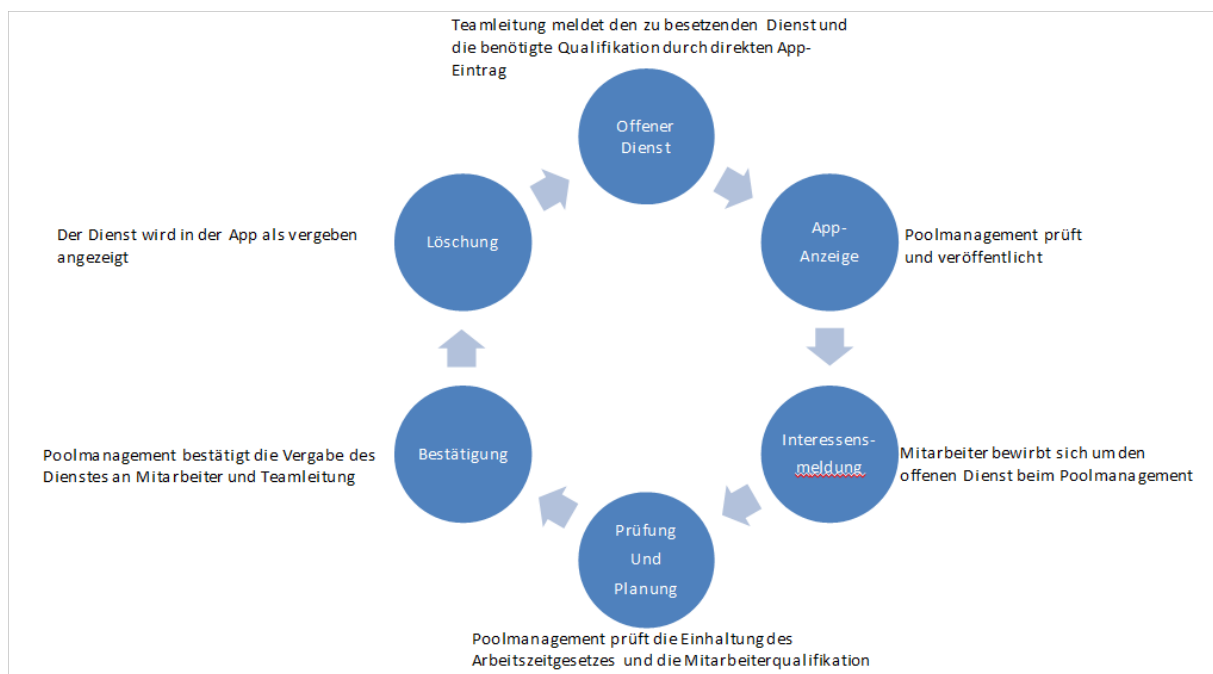 Teamleitung meldet den zu besetzenden Dienst und
die benötigte Qualifikation durch direkten App-
Eintrag
Offener
Dienst
App-
Anzeige
Poolmanagement prüft
und veröffentlicht
Interessens-
meldung
Mitarbeiter bewirbt sich um den
offenen Dienst beim Poolmanagement
Prüfung
Und
Planung
Poolmanagement prüft die Einhaltung des
Arbeitszeitgesetzes und die Mitarbeiterqualifikation
Bestätigung
Poolmanagement bestätigt die Vergabe des
Dienstes an Mitarbeiter und Teamleitung
Löschung
Der Dienst wird in der App als vergeben
angezeigt